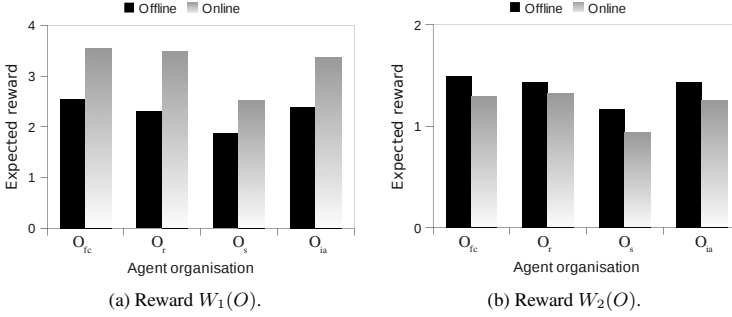 Offline Online
Expected reward
4
3
2
1
0
O_fc O_r O_s O_ia
Agent organisation
(a) Reward W_1(O).
Offline Online
Expected reward
2
1
0
O_fc O_r O_s O_ia
Agent organisation
(b) Reward W_2(O).